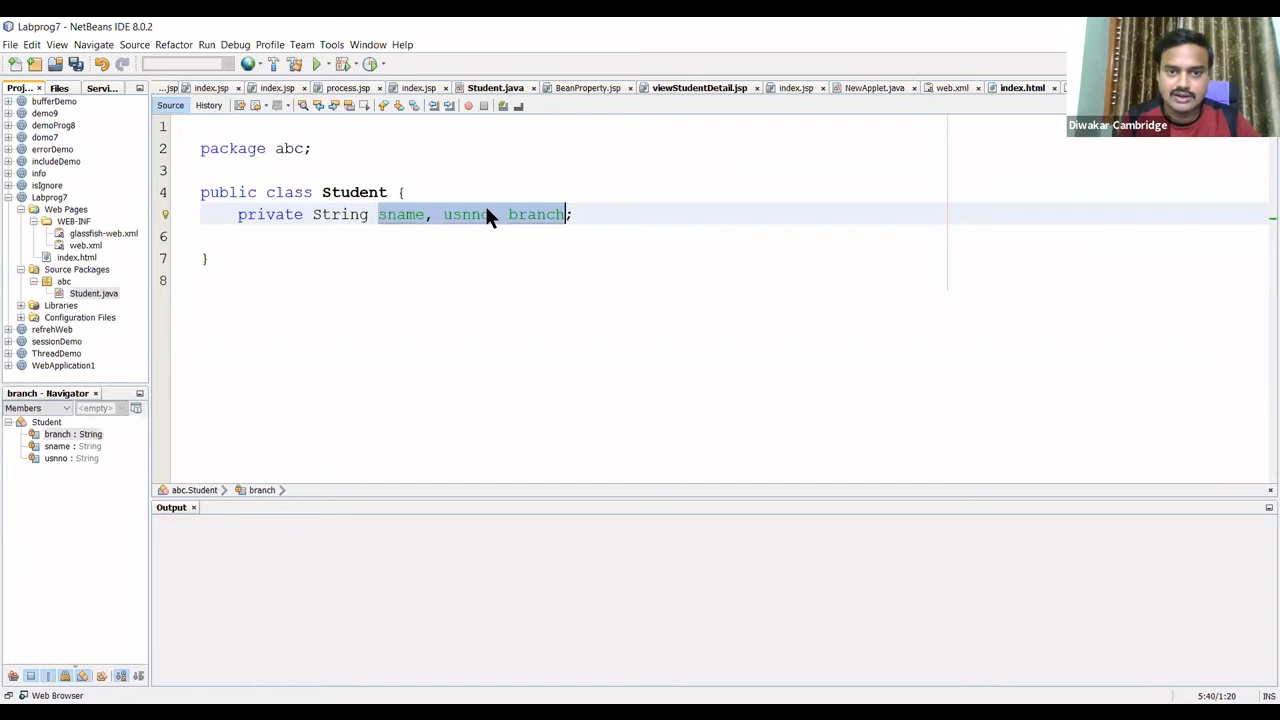 Labprog7 - NetBeans IDE 8.0.2
File Edit View Navigate Source Refactor Run Debug Profile Team Tools Window Help
Proj... × Files Servi...
...jsp index.jsp index.jsp process.jsp index.jsp Student.java BeanProperty.jsp viewStudentDetail.jsp index.jsp NewApplet.java web.xml index.html
Source History
Diwakar Cambridge
bufferDemo
demo9
demoProg8
domo7
errorDemo
includeDemo
info
isIgnore
Labprog7
Web Pages
WEB-INF
glassfish-web.xml
web.xml
index.html
Source Packages
abc
Student.java
Libraries
Configuration Files
refrehWeb
sessionDemo
ThreadDemo
WebApplication1
1
2 package abc;
3
4 public class Student {
5 private String sname, usnno branch;
6
7 }
8
branch - Navigator ×
Members <empty>
Student
branch : String
sname : String
usnno : String
abc.Student branch
Output ×
Web Browser
5:40/1:20 INS